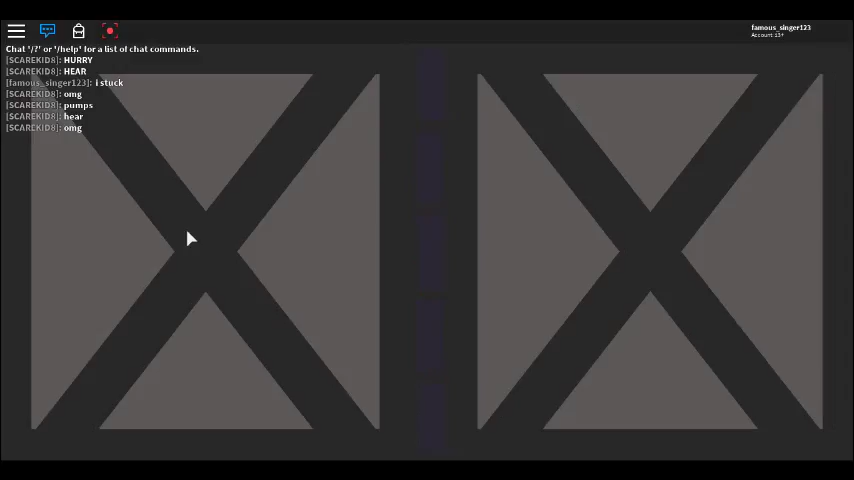 famous_singer123
Account: 13+
Chat '/?' or '/help' for a list of chat commands.
[SCAREKID8]: HURRY
[SCAREKID8]: HEAR
[famous_singer123]: i stuck
[SCAREKID8]: omg
[SCAREKID8]: pumps
[SCAREKID8]: hear
[SCAREKID8]: omg